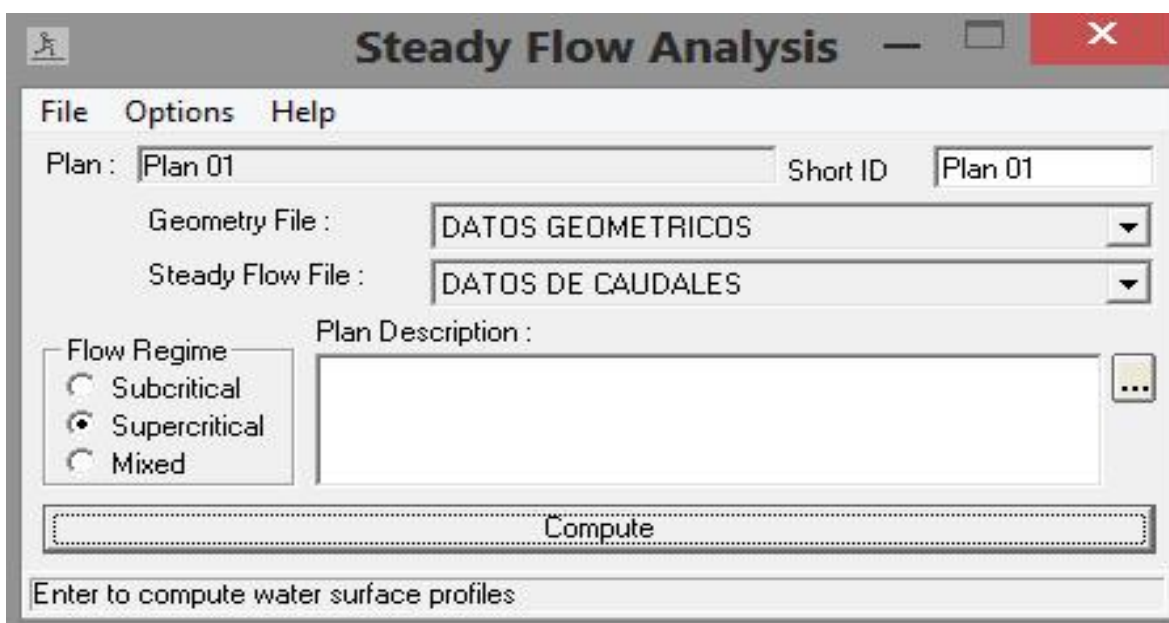 Steady Flow Analysis
File Options Help
Plan : Plan 01 Short ID Plan 01
Geometry File : DATOS GEOMETRICOS
Steady Flow File : DATOS DE CAUDALES
Plan Description :
Flow Regime
Subcritical
Supercritical
Mixed
...
Compute
Enter to compute water surface profiles